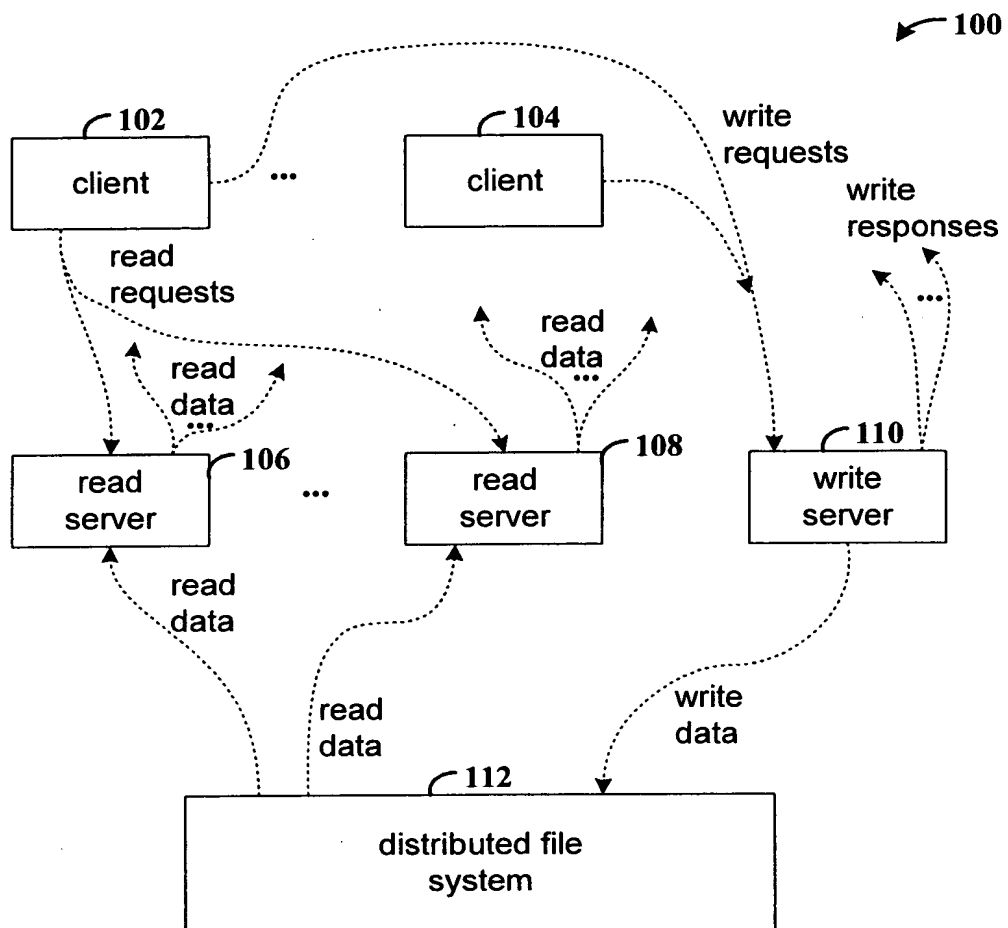 100
102
client
...
104
client
write
requests
write
responses
...
read
requests
read
data
...
read
data
...
106
read
server
...
108
read
server
110
write
server
read
data
read
data
write
data
112
distributed file
system